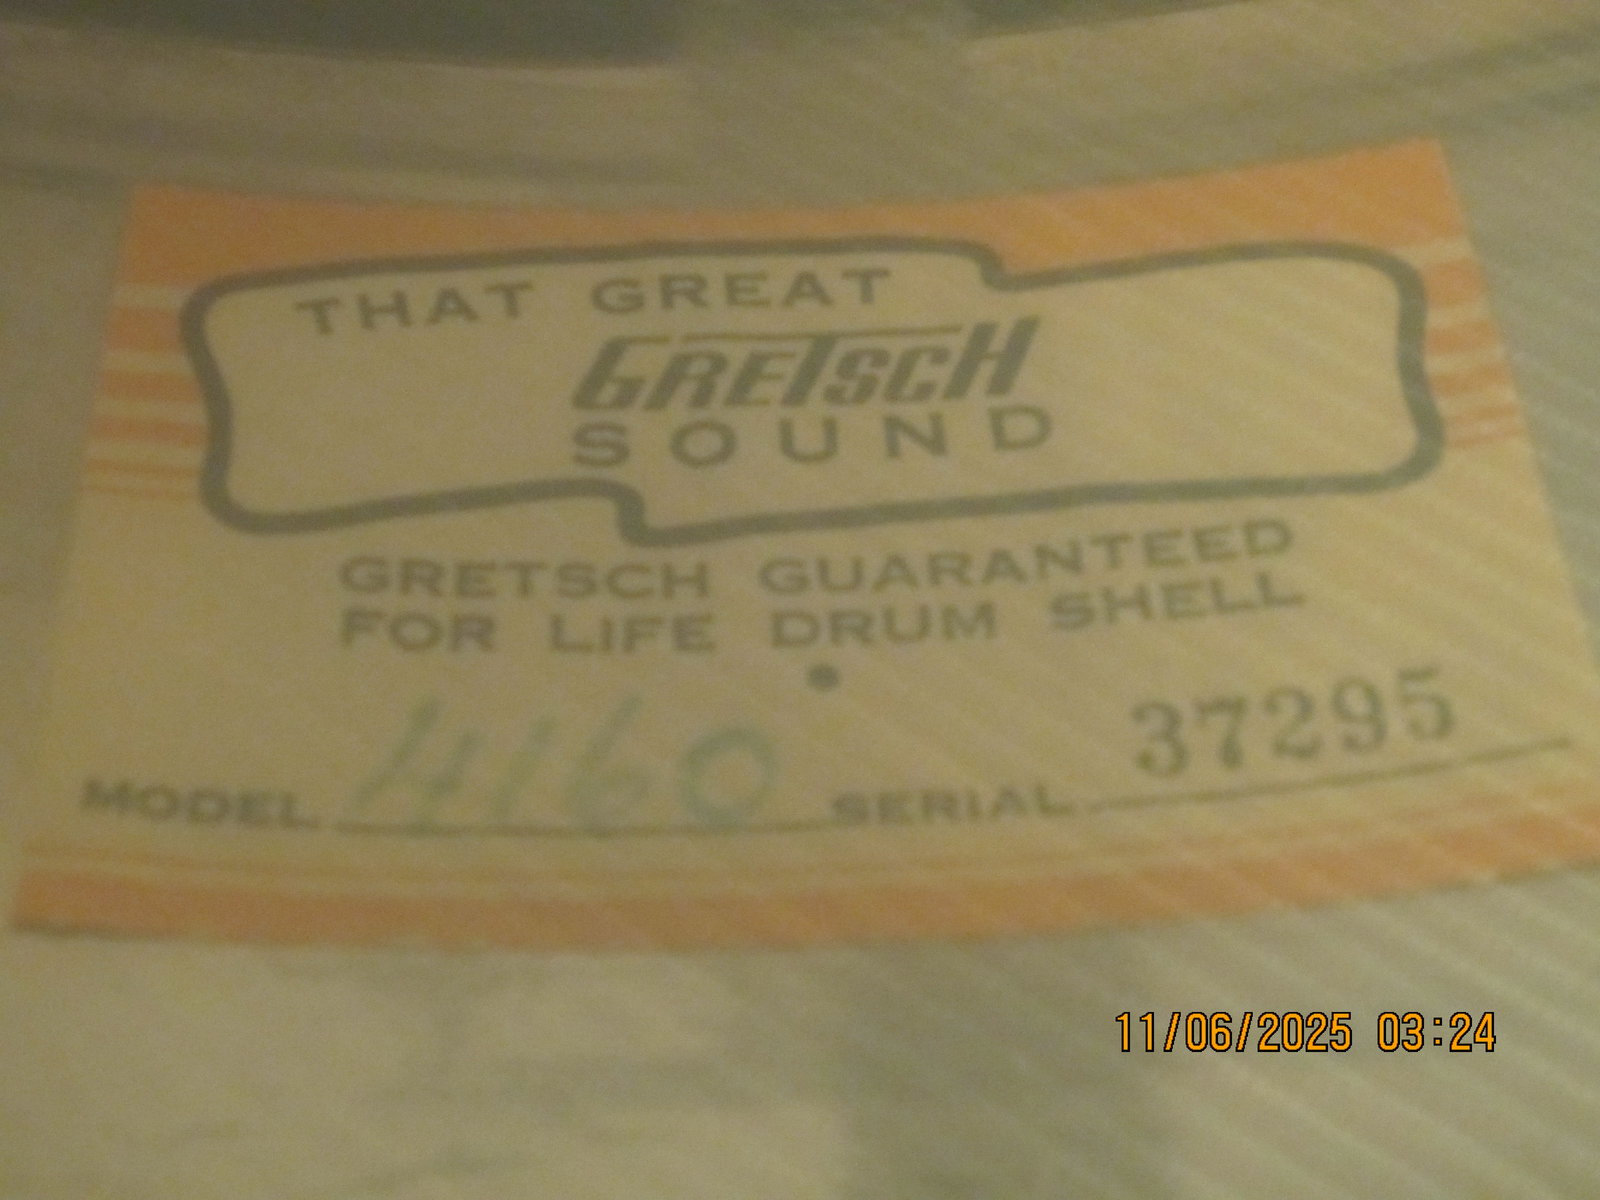 THAT GREAT
GRETSCH
SOUND
GRETSCH GUARANTEED
FOR LIFE DRUM SHELL
MODEL 4160 SERIAL 37295
11/06/2025 03:24